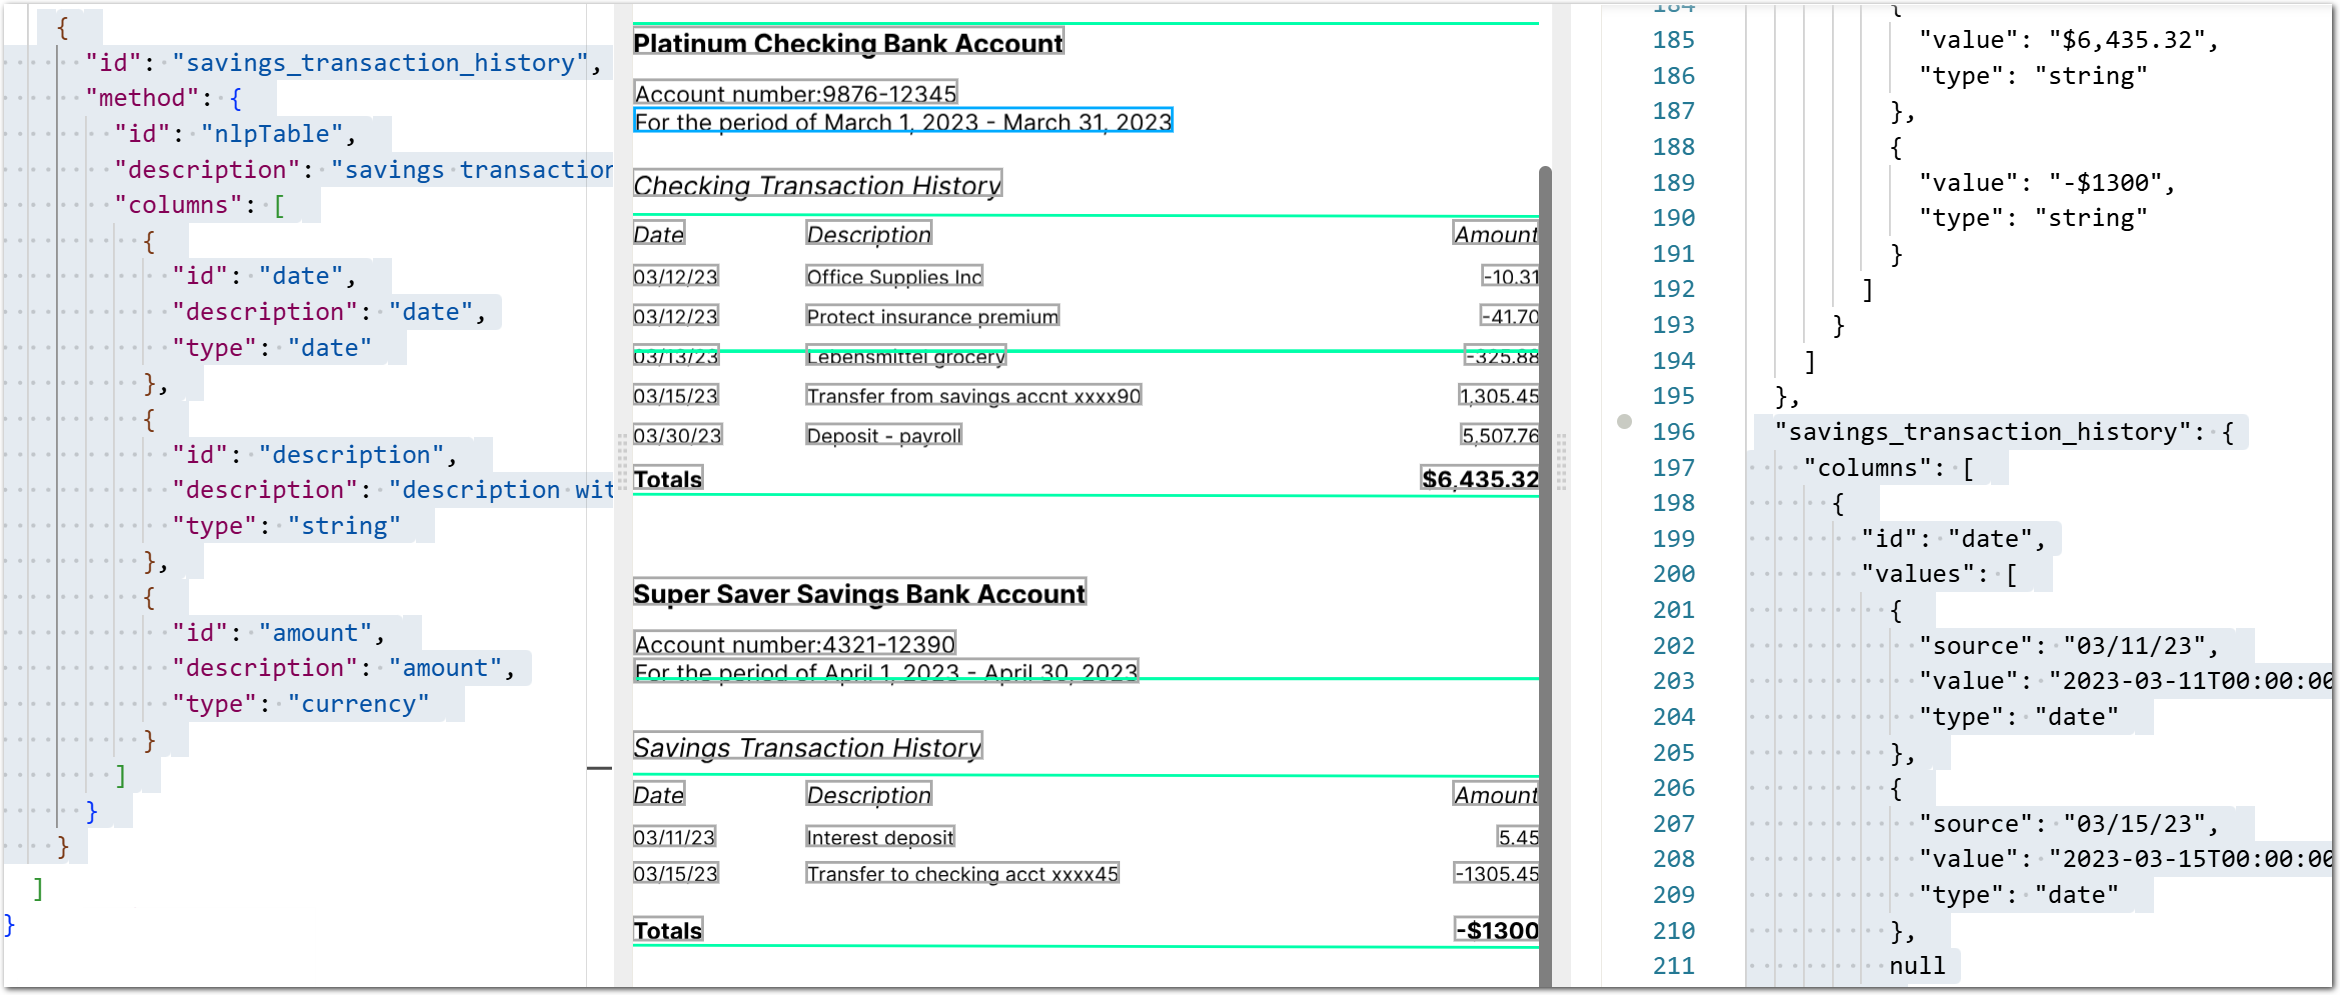 {
"id": "savings_transaction_history",
"method": {
"id": "nlpTable",
"description": "savings transaction
"columns": [
{
"id": "date",
"description": "date",
"type": "date"
},
{
"id": "description",
"description": "description wit
"type": "string"
},
{
"id": "amount",
"description": "amount",
"type": "currency"
}
]
}
}
]
}
Platinum Checking Bank Account
Account number:9876-12345
For the period of March 1, 2023 - March 31, 2023
Checking Transaction History
Date Description Amount
03/12/23 Office Supplies Inc -10.31
03/12/23 Protect insurance premium -41.70
03/13/23 Lebensmittel grocery -325.88
03/15/23 Transfer from savings accnt xxxx90 1,305.45
03/30/23 Deposit - payroll 5,507.76
Totals $6,435.32
Super Saver Savings Bank Account
Account number:4321-12390
For the period of April 1, 2023 - April 30, 2023
Savings Transaction History
Date Description Amount
03/11/23 Interest deposit 5.45
03/15/23 Transfer to checking acct xxxx45 -1305.45
Totals -$1300
184 {
185 "value": "$6,435.32",
186 "type": "string"
187 },
188 {
189 "value": "-$1300",
190 "type": "string"
191 }
192 ]
193 }
194 ]
195 },
196 "savings_transaction_history": {
197 "columns": [
198 {
199 "id": "date",
200 "values": [
201 {
202 "source": "03/11/23",
203 "value": "2023-03-11T00:00:00
204 "type": "date"
205 },
206 {
207 "source": "03/15/23",
208 "value": "2023-03-15T00:00:00
209 "type": "date"
210 },
211 null